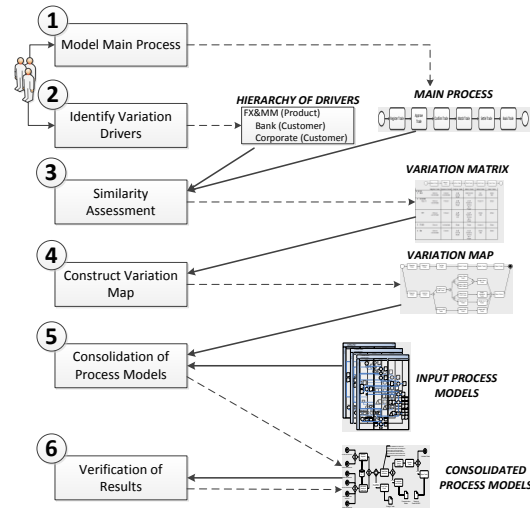 1
Model Main Process
2
Identify Variation
Drivers
HIERARCHY OF DRIVERS
FX&MM (Product)
Bank (Customer)
Corporate (Customer)
MAIN PROCESS
3
Similarity
Assessment
VARIATION MATRIX
4
Construct Variation
Map
VARIATION MAP
5
Consolidation of
Process Models
INPUT PROCESS
MODELS
6
Verification of
Results
CONSOLIDATED
PROCESS MODELS